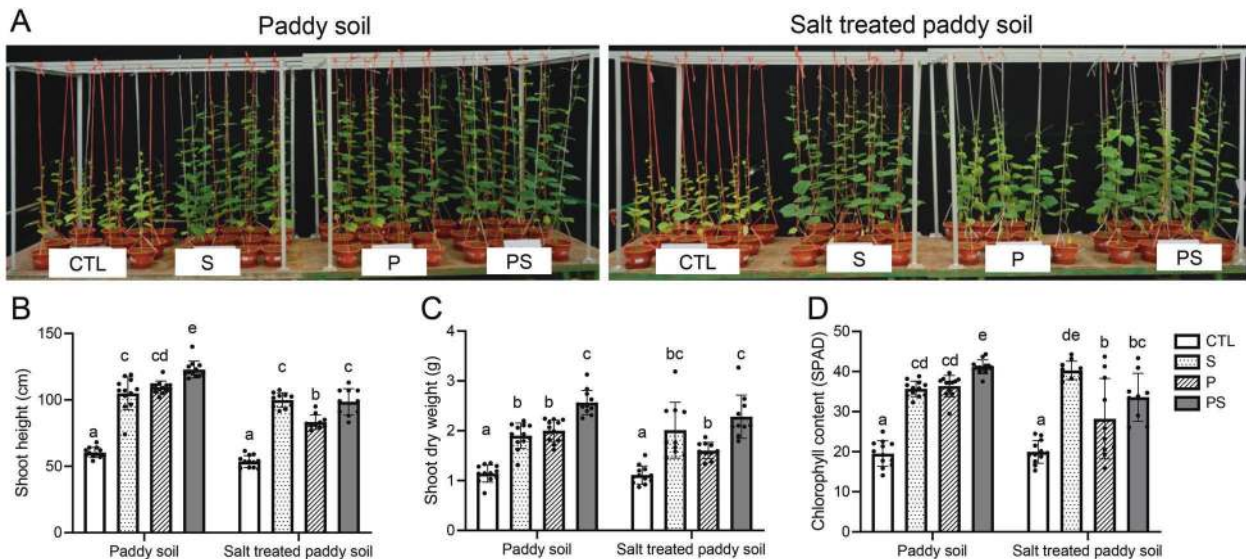 A
Paddy soil
Salt treated paddy soil
CTL
S
P
PS
CTL
S
P
PS
B
Shoot height (cm)
150
100
50
0
a
c
cd
e
a
c
b
c
Paddy soil
Salt treated paddy soil
C
Shoot dry weight (g)
4
3
2
1
0
a
b
b
c
a
bc
b
c
Paddy soil
Salt treated paddy soil
D
Chlorophyll content (SPAD)
50
40
30
20
10
0
a
cd
cd
e
a
de
b
bc
Paddy soil
Salt treated paddy soil
CTL
S
P
PS